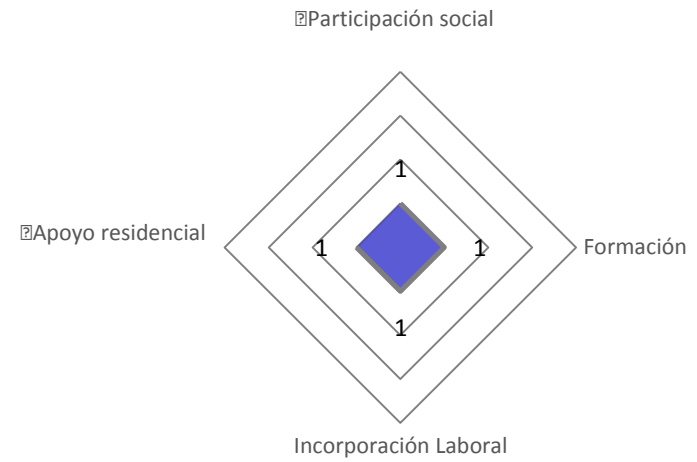 Participación social
1
Apoyo residencial
1
1
Formación
1
Incorporación Laboral